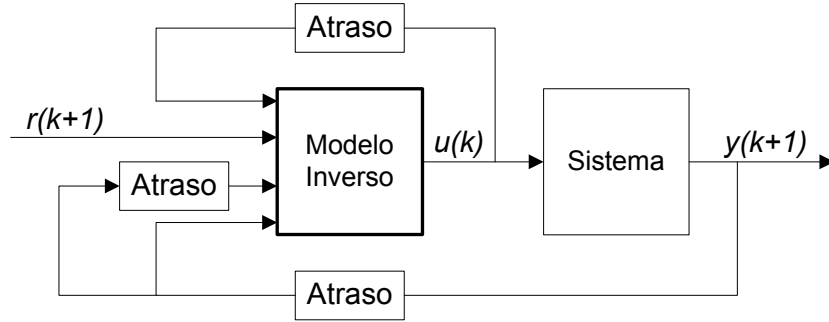 Atraso
r(k+1)
Modelo
Inverso
u(k)
Sistema
y(k+1)
Atraso
Atraso